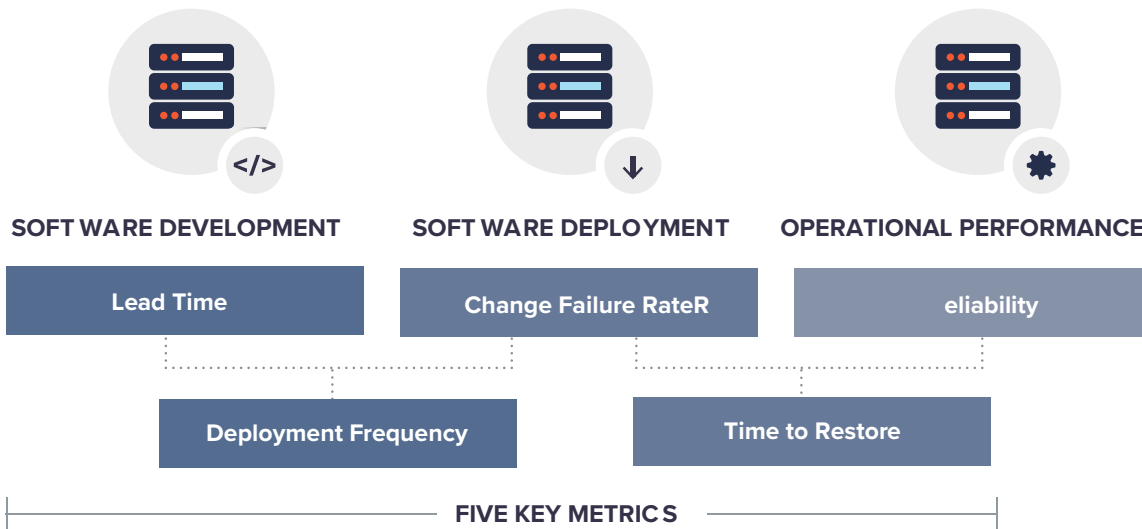 </>
SOFT WARE DEVELOPMENT
SOFT WARE DEPLOYMENT
OPERATIONAL PERFORMANCE
Lead Time
Change Failure RateR
eliability
Deployment Frequency
Time to Restore
FIVE KEY METRIC S